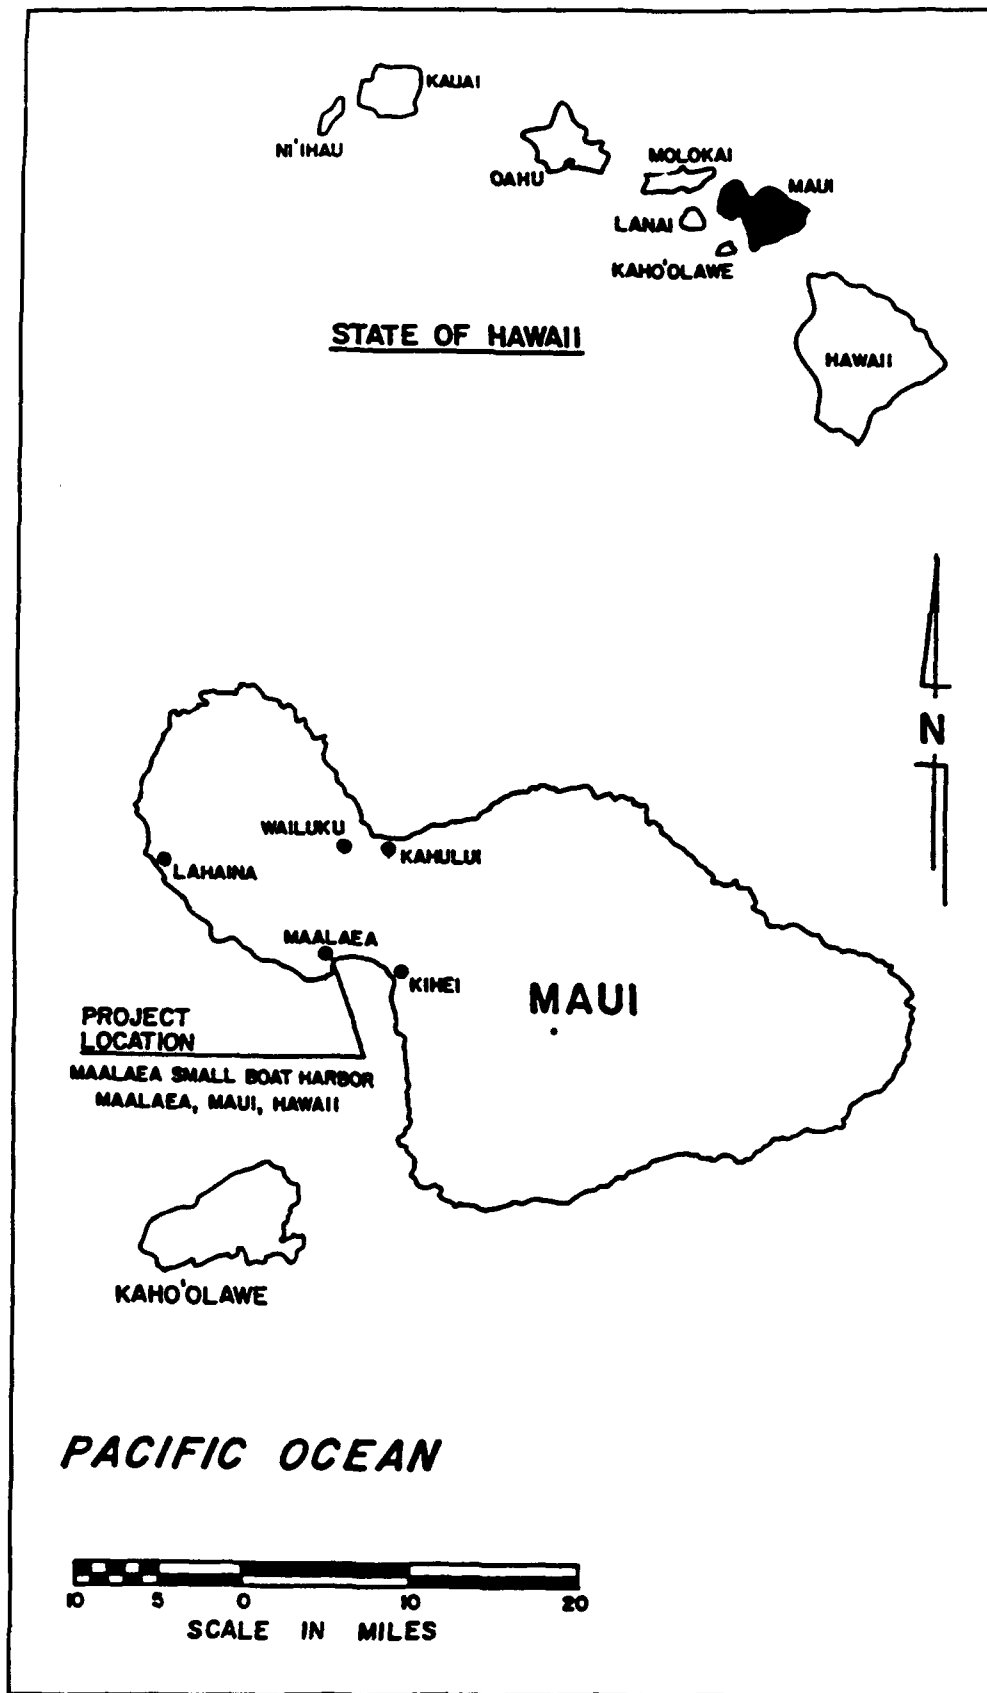 KAUAI
NI'IHAU
OAHU
MOLOKAI
MAUI
LANAI
KAHO'OLAWE
STATE OF HAWAII
HAWAII
N
WAILUKU
KAHULUI
LAHAINA
MAALAEA
KIHEI
MAUI
PROJECT
LOCATION
MAALAEA SMALL BOAT HARBOR
MAALAEA, MAUI, HAWAII
KAHO'OLAWE
PACIFIC OCEAN
10 5 0 10 20
SCALE IN MILES